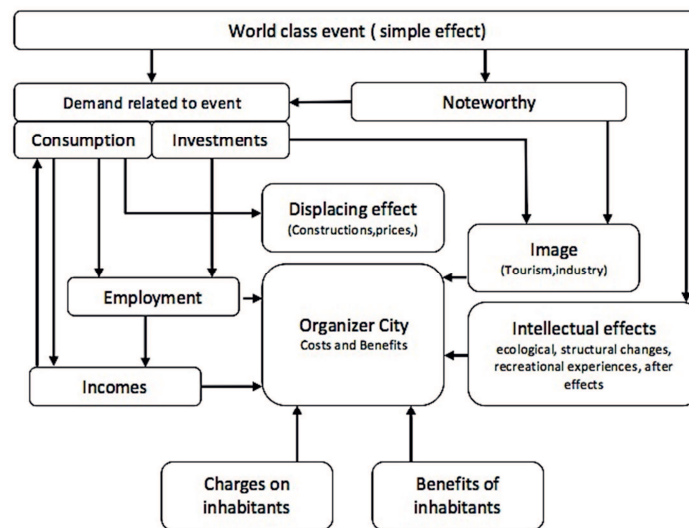 World class event ( simple effect)
Demand related to event
Noteworthy
Consumption
Investments
Displacing effect
(Constructions,prices,)
Image
(Tourism,industry)
Employment
Organizer City
Costs and Benefits
Intellectual effects
ecological, structural changes,
recreational experiences, after
effects
Incomes
Charges on
inhabitants
Benefits of
inhabitants